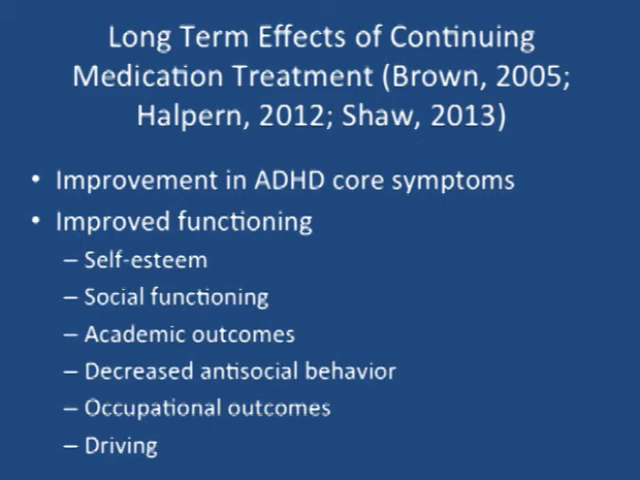 Long Term Effects of Continuing
Medication Treatment (Brown, 2005;
Halpern, 2012; Shaw, 2013)
• Improvement in ADHD core symptoms
• Improved functioning
– Self-esteem
– Social functioning
– Academic outcomes
– Decreased antisocial behavior
– Occupational outcomes
– Driving